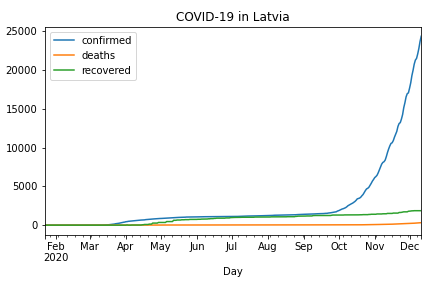 COVID-19 in Latvia
confirmed
deaths
recovered
25000
20000
15000
10000
5000
0
Feb Mar Apr May Jun Jul Aug Sep Oct Nov Dec
2020
Day